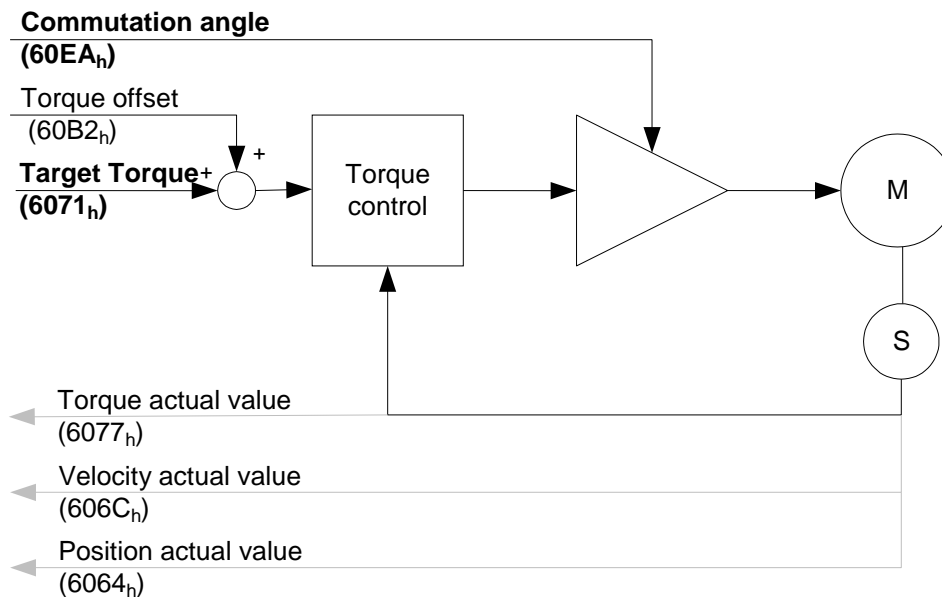 Commutation angle
(60EAh)
Torque offset
(60B2h)
+
+
Target Torque
(6071h)
Torque
control
M
S
Torque actual value
(6077h)
Velocity actual value
(606Ch)
Position actual value
(6064h)